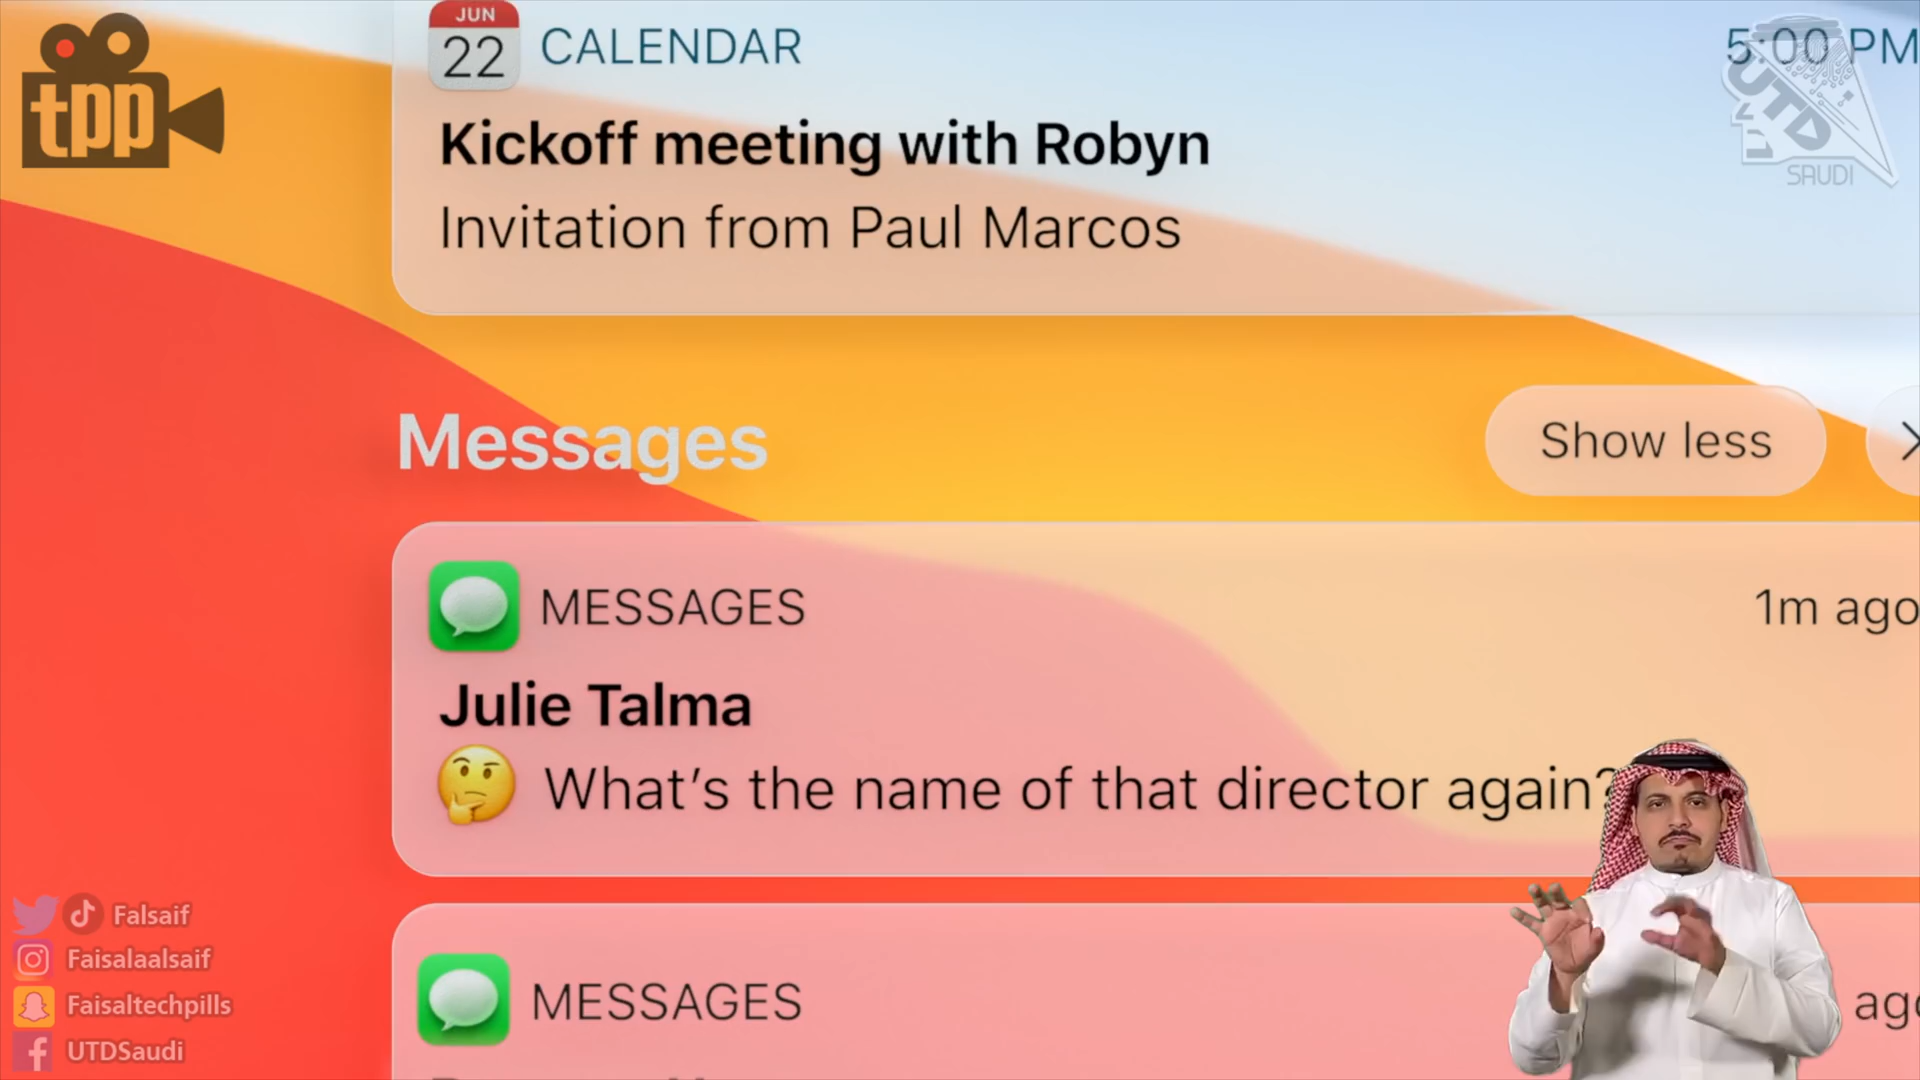 tpp
JUN
22
CALENDAR
5:00 PM
UTD
SAUDI
Kickoff meeting with Robyn
Invitation from Paul Marcos
Messages
Show less
MESSAGES
1m ago
Julie Talma
🤔 What's the name of that director again?
MESSAGES
Falsaif
Faisalaalsaif
Faisaltechpills
UTDSaudi